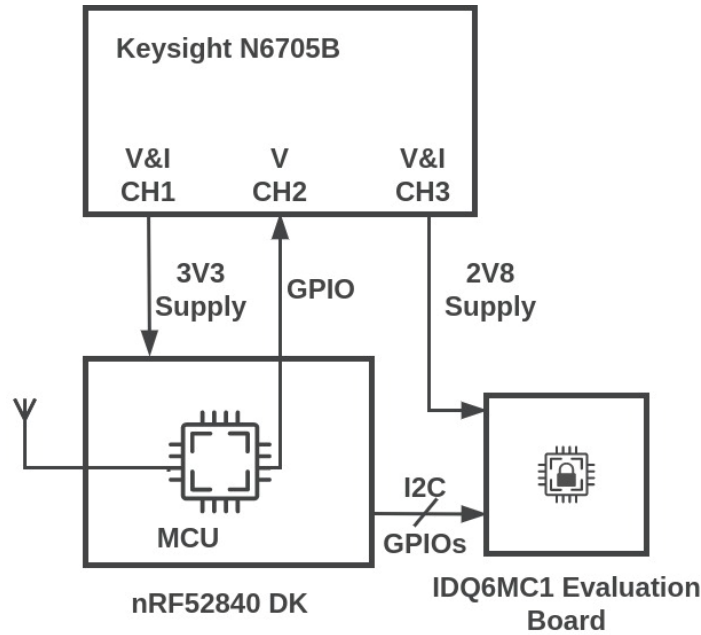 Keysight N6705B
V&I
CH1
V
CH2
V&I
CH3
3V3
Supply
GPIO
2V8
Supply
MCU
I2C
GPIOs
nRF52840 DK
IDQ6MC1 Evaluation
Board